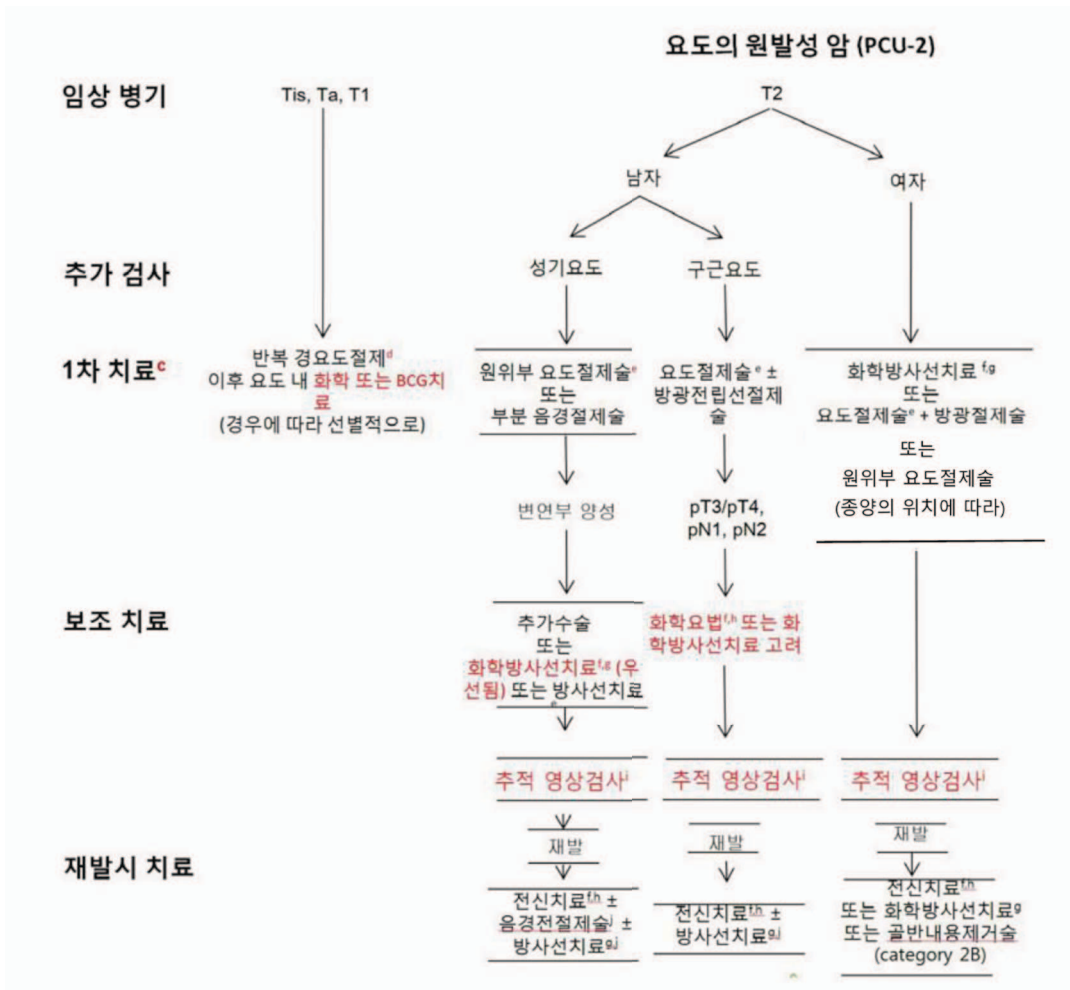 요도의 원발성 암 (PCU-2)
임상 병기
Tis, Ta, T1
T2
남자
여자
추가 검사
성기요도
구근요도
1차 치료c
반복 경요도절제d
이후 요도 내 화학 또는 BCG치
료
(경우에 따라 선별적으로)
원위부 요도절제술e
또는
부분 음경절제술
요도절제술e ±
방광전립선절제
술
화학방사선치료f,g
또는
요도절제술e + 방광절제술
또는
원위부 요도절제술
(종양의 위치에 따라)
변연부 양성
pT3/pT4,
pN1, pN2
보조 치료
추가수술
또는
화학방사선치료f,g (우
선됨) 또는 방사선치료
e
화학요법f,h 또는 화
학방사선치료 고려
추적 영상검사i
추적 영상검사i
추적 영상검사i
재발시 치료
재발
재발
재발
전신치료f,h ±
음경전절제술j ±
방사선치료g,j
전신치료f,h ±
방사선치료g,j
전신치료f,h
또는 화학방사선치료g
또는 골반내용제거술
(category 2B)